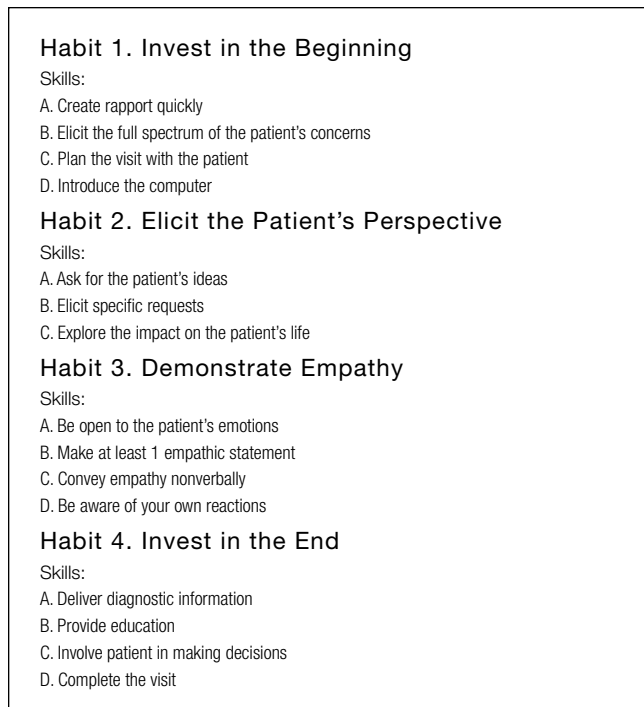 Habit 1. Invest in the Beginning
Skills:
A. Create rapport quickly
B. Elicit the full spectrum of the patient’s concerns
C. Plan the visit with the patient
D. Introduce the computer
Habit 2. Elicit the Patient’s Perspective
Skills:
A. Ask for the patient’s ideas
B. Elicit specific requests
C. Explore the impact on the patient’s life
Habit 3. Demonstrate Empathy
Skills:
A. Be open to the patient’s emotions
B. Make at least 1 empathic statement
C. Convey empathy nonverbally
D. Be aware of your own reactions
Habit 4. Invest in the End
Skills:
A. Deliver diagnostic information
B. Provide education
C. Involve patient in making decisions
D. Complete the visit